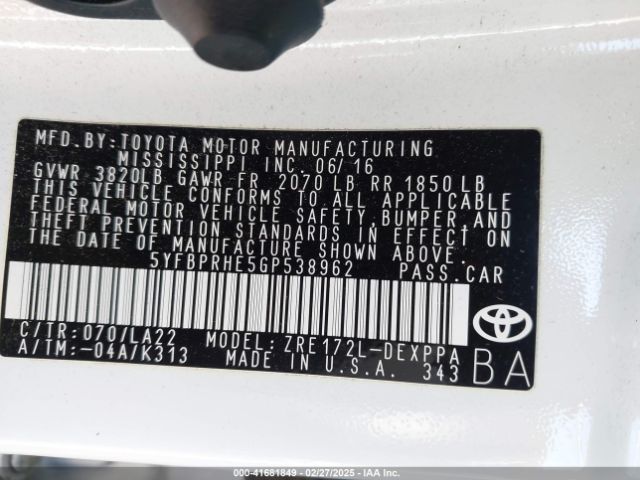 MFD. BY: TOYOTA MOTOR MANUFACTURING
MISSISSIPPI INC. 06/16
GVWR 3820LB GAWR FR 2070 LB RR 1850 LB
THIS VEHICLE CONFORMS TO ALL APPLICABLE
FEDERAL MOTOR VEHICLE SAFETY, BUMPER, AND
THEFT PREVENTION STANDARDS IN EFFECT ON
THE DATE OF MANUFACTURE SHOWN ABOVE.
5YFBPRHE5GP538962 PASS. CAR
C/TR: 070/LA22 MODEL: ZRE172L-DEXPPA
A/TM: -04A/K313 MADE IN U.S.A. 343
BA
TOYOTA
000-41681849 02/27/2025 IAA, Inc.